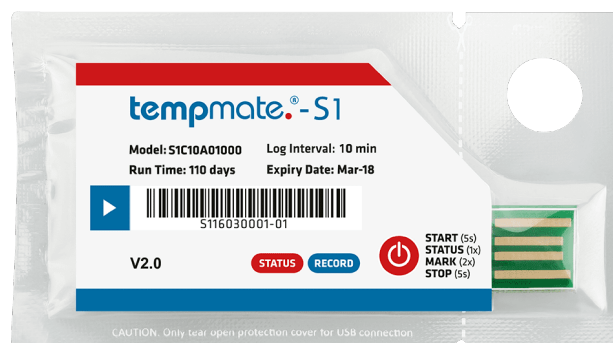 tempmate.®-S1
Model: S1C10A01000 Log Interval: 10 min
Run Time: 110 days Expiry Date: Mar-18
S116030001-01
V2.0 STATUS RECORD
START (5s)
STATUS (1x)
MARK (2x)
STOP (5s)
CAUTION. Only tear open protection cover for USB connection